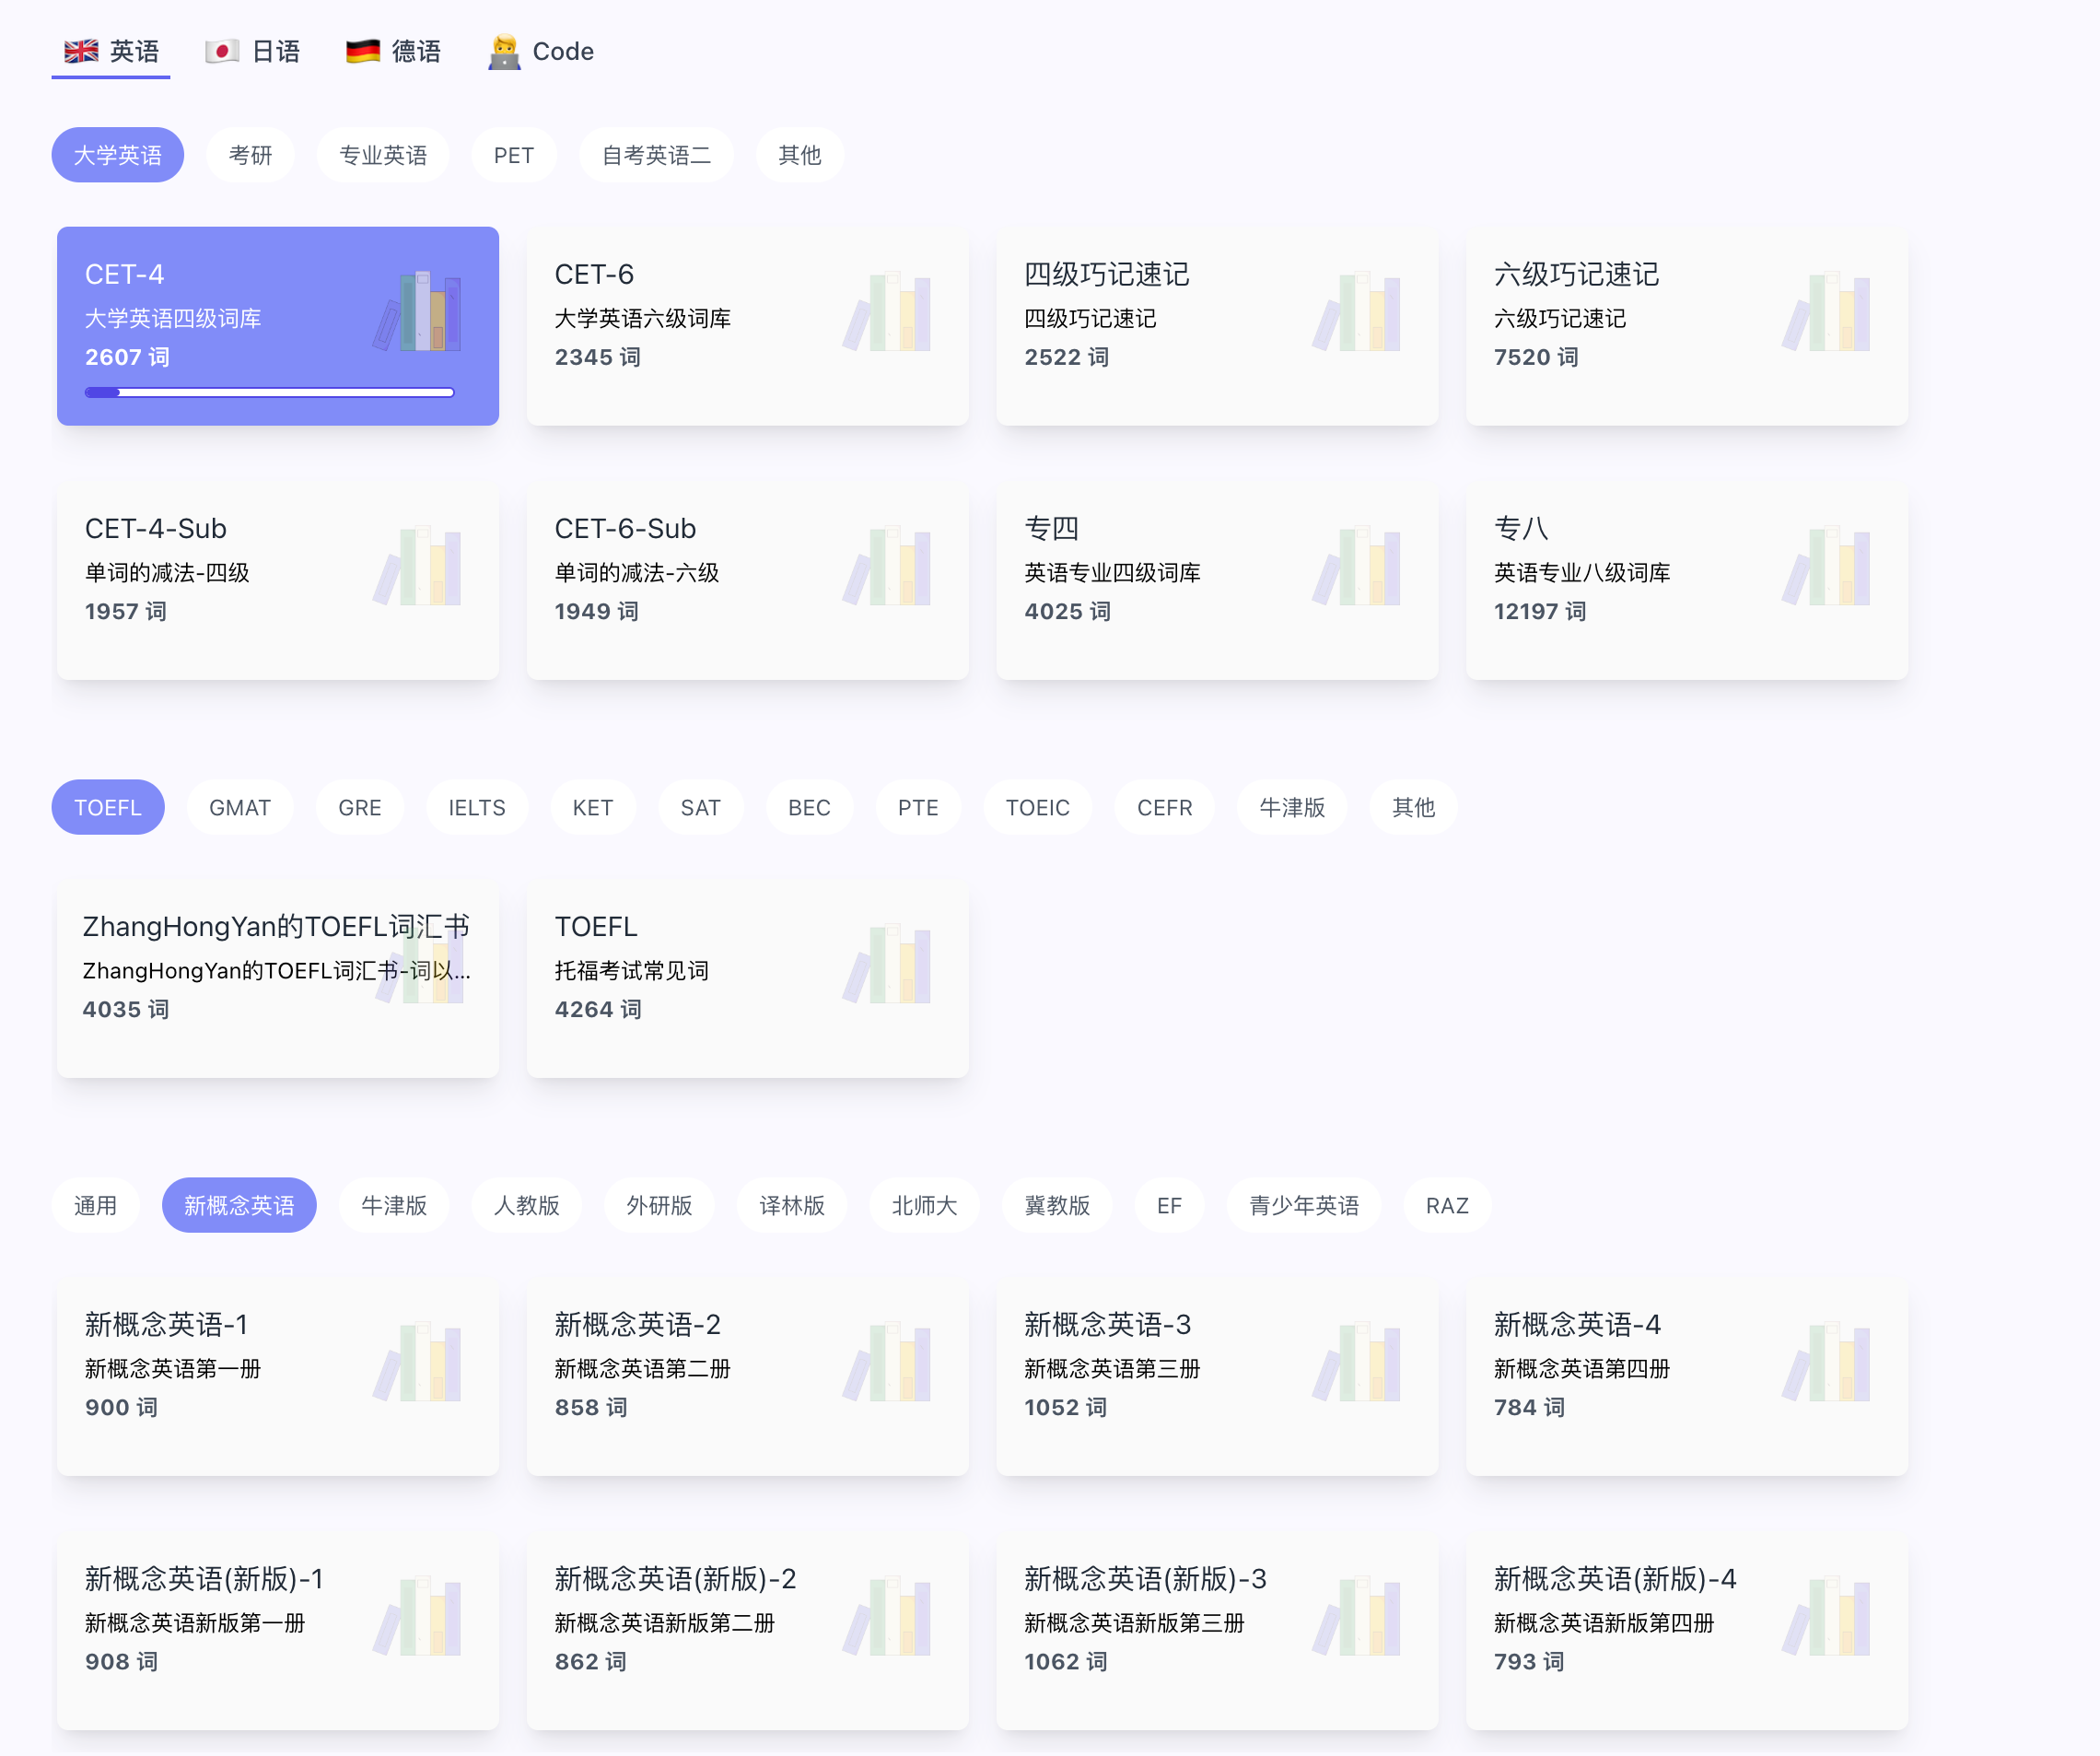 英语 日语 德语 Code
大学英语 考研 专业英语 PET 自考英语二 其他
CET-4
大学英语四级词库
2607 词
CET-6
大学英语六级词库
2345 词
四级巧记速记
四级巧记速记
2522 词
六级巧记速记
六级巧记速记
7520 词
CET-4-Sub
单词的减法-四级
1957 词
CET-6-Sub
单词的减法-六级
1949 词
专四
英语专业四级词库
4025 词
专八
英语专业八级词库
12197 词
TOEFL GMAT GRE IELTS KET SAT BEC PTE TOEIC CEFR 牛津版 其他
ZhangHongYan的TOEFL词汇书
ZhangHongYan的TOEFL词汇书-词以...
4035 词
TOEFL
托福考试常见词
4264 词
通用 新概念英语 牛津版 人教版 外研版 译林版 北师大 冀教版 EF 青少年英语 RAZ
新概念英语-1
新概念英语第一册
900 词
新概念英语-2
新概念英语第二册
858 词
新概念英语-3
新概念英语第三册
1052 词
新概念英语-4
新概念英语第四册
784 词
新概念英语(新版)-1
新概念英语新版第一册
908 词
新概念英语(新版)-2
新概念英语新版第二册
862 词
新概念英语(新版)-3
新概念英语新版第三册
1062 词
新概念英语(新版)-4
新概念英语新版第四册
793 词